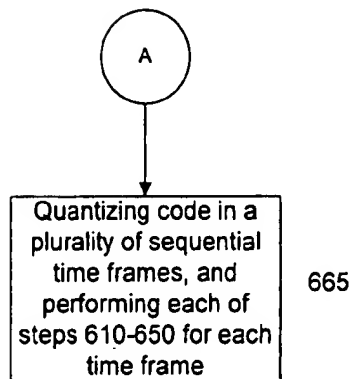 A
Quantizing code in a
plurality of sequential
time frames, and
performing each of
steps 610-650 for each
time frame
665